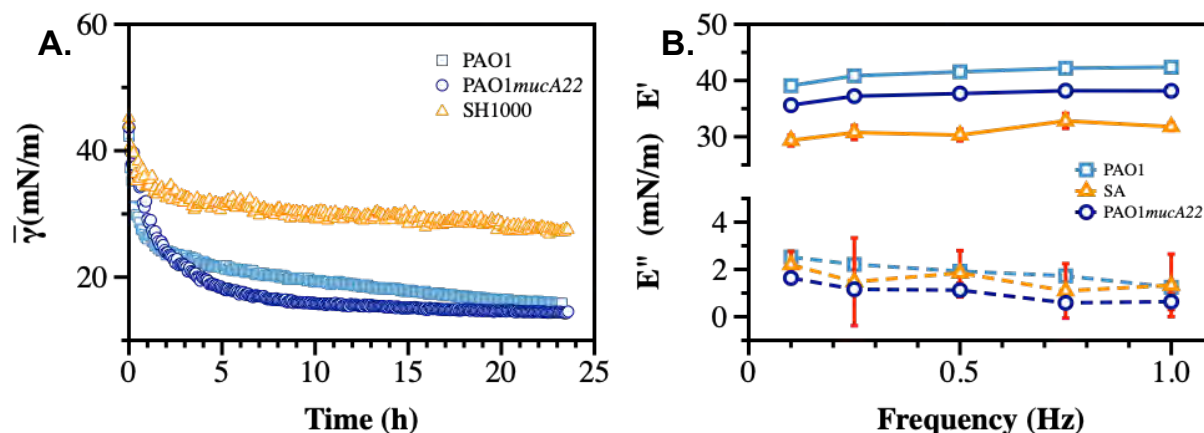 A.
60
40
20
γ̅(mN/m)
PAO1
PAO1mucA22
SH1000
0 5 10 15 20 25
Time (h)
B.
50
40
30
4
2
0
E" (mN/m) E'
PAO1
SA
PAO1mucA22
0 0.5 1.0
Frequency (Hz)